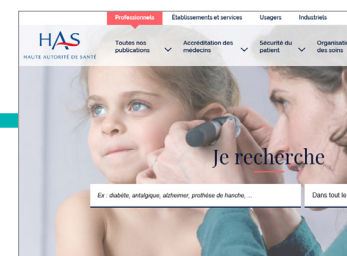 Professionnels Établissements et services Usagers Industriels
HAS
HAUTE AUTORITÉ DE SANTÉ
Toutes nos publications
Accréditation des médecins
Sécurité du patient
Organisatio
des soins
Je recherche
Ex : diabète, antalgique, alzheimer, prothèse de hanche, ...
Dans tout le